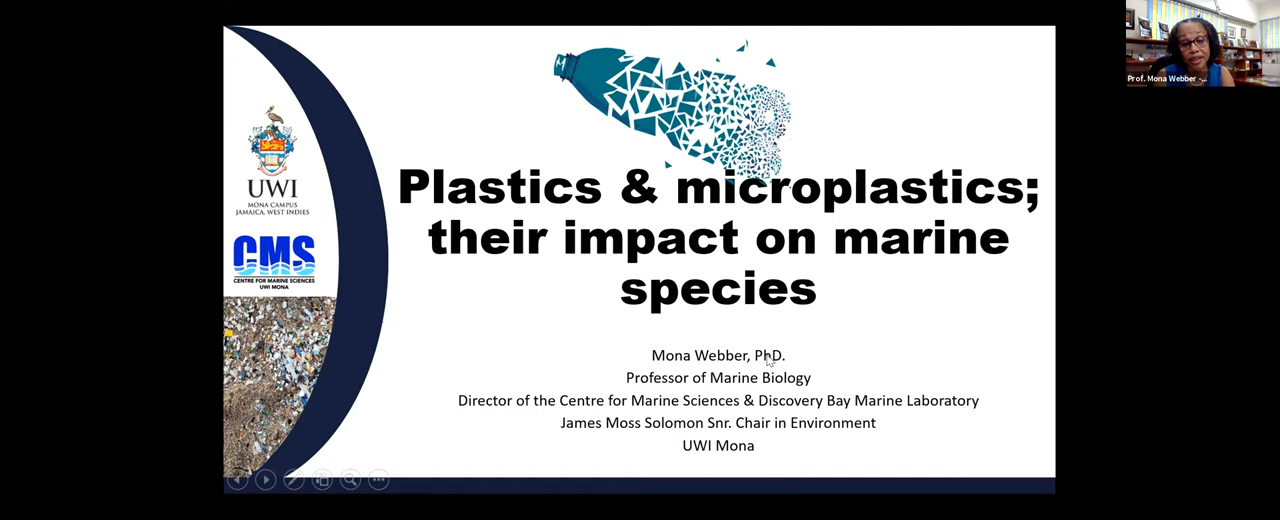 Prof. Mona Webber -...
UWI
MONA CAMPUS
JAMAICA, WEST INDIES
CMS
CENTRE FOR MARINE SCIENCES
UWI MONA
Plastics & microplastics;
their impact on marine
species
Mona Webber, PhD.
Professor of Marine Biology
Director of the Centre for Marine Sciences & Discovery Bay Marine Laboratory
James Moss Solomon Snr. Chair in Environment
UWI Mona